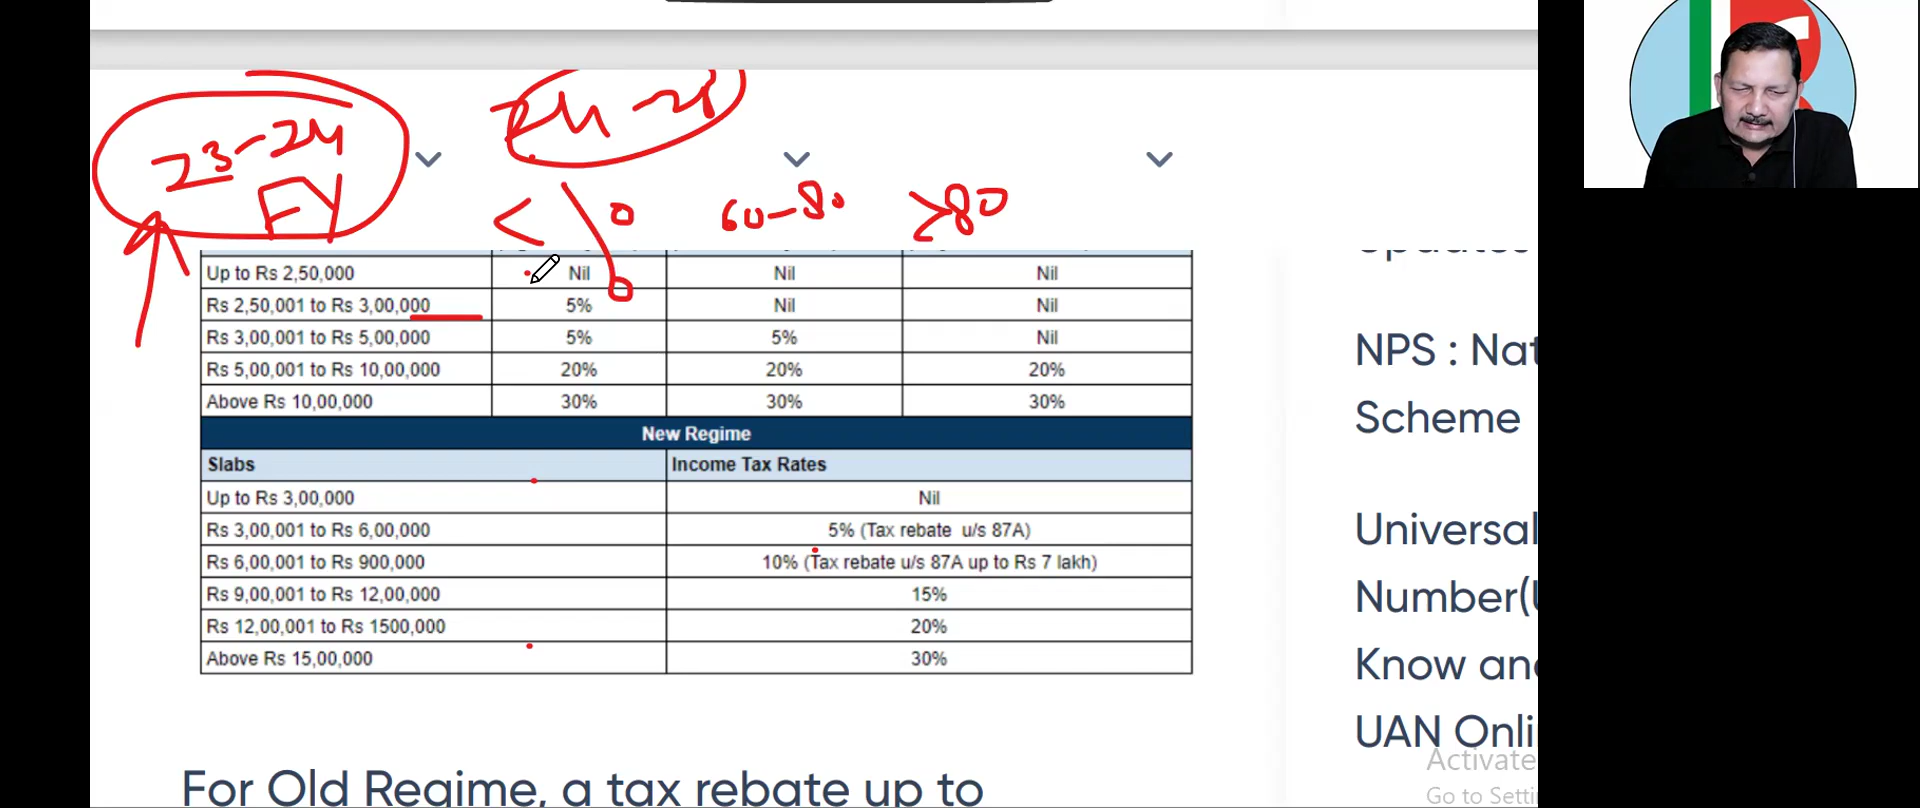 23-24
FY
24-25
<
60-80
>80
Up to Rs 2,50,000 Nil Nil Nil
Rs 2,50,001 to Rs 3,00,000 5% Nil Nil
Rs 3,00,001 to Rs 5,00,000 5% 5% Nil
Rs 5,00,001 to Rs 10,00,000 20% 20% 20%
Above Rs 10,00,000 30% 30% 30%
New Regime
Slabs Income Tax Rates
Up to Rs 3,00,000 Nil
Rs 3,00,001 to Rs 6,00,000 5% (Tax rebate u/s 87A)
Rs 6,00,001 to Rs 900,000 10% (Tax rebate u/s 87A up to Rs 7 lakh)
Rs 9,00,001 to Rs 12,00,000 15%
Rs 12,00,001 to Rs 1500,000 20%
Above Rs 15,00,000 30%
For Old Regime, a tax rebate up to
NPS : Nat
Scheme
Universal
Number(U
Know and
UAN Onli
Activate
Go to Setti